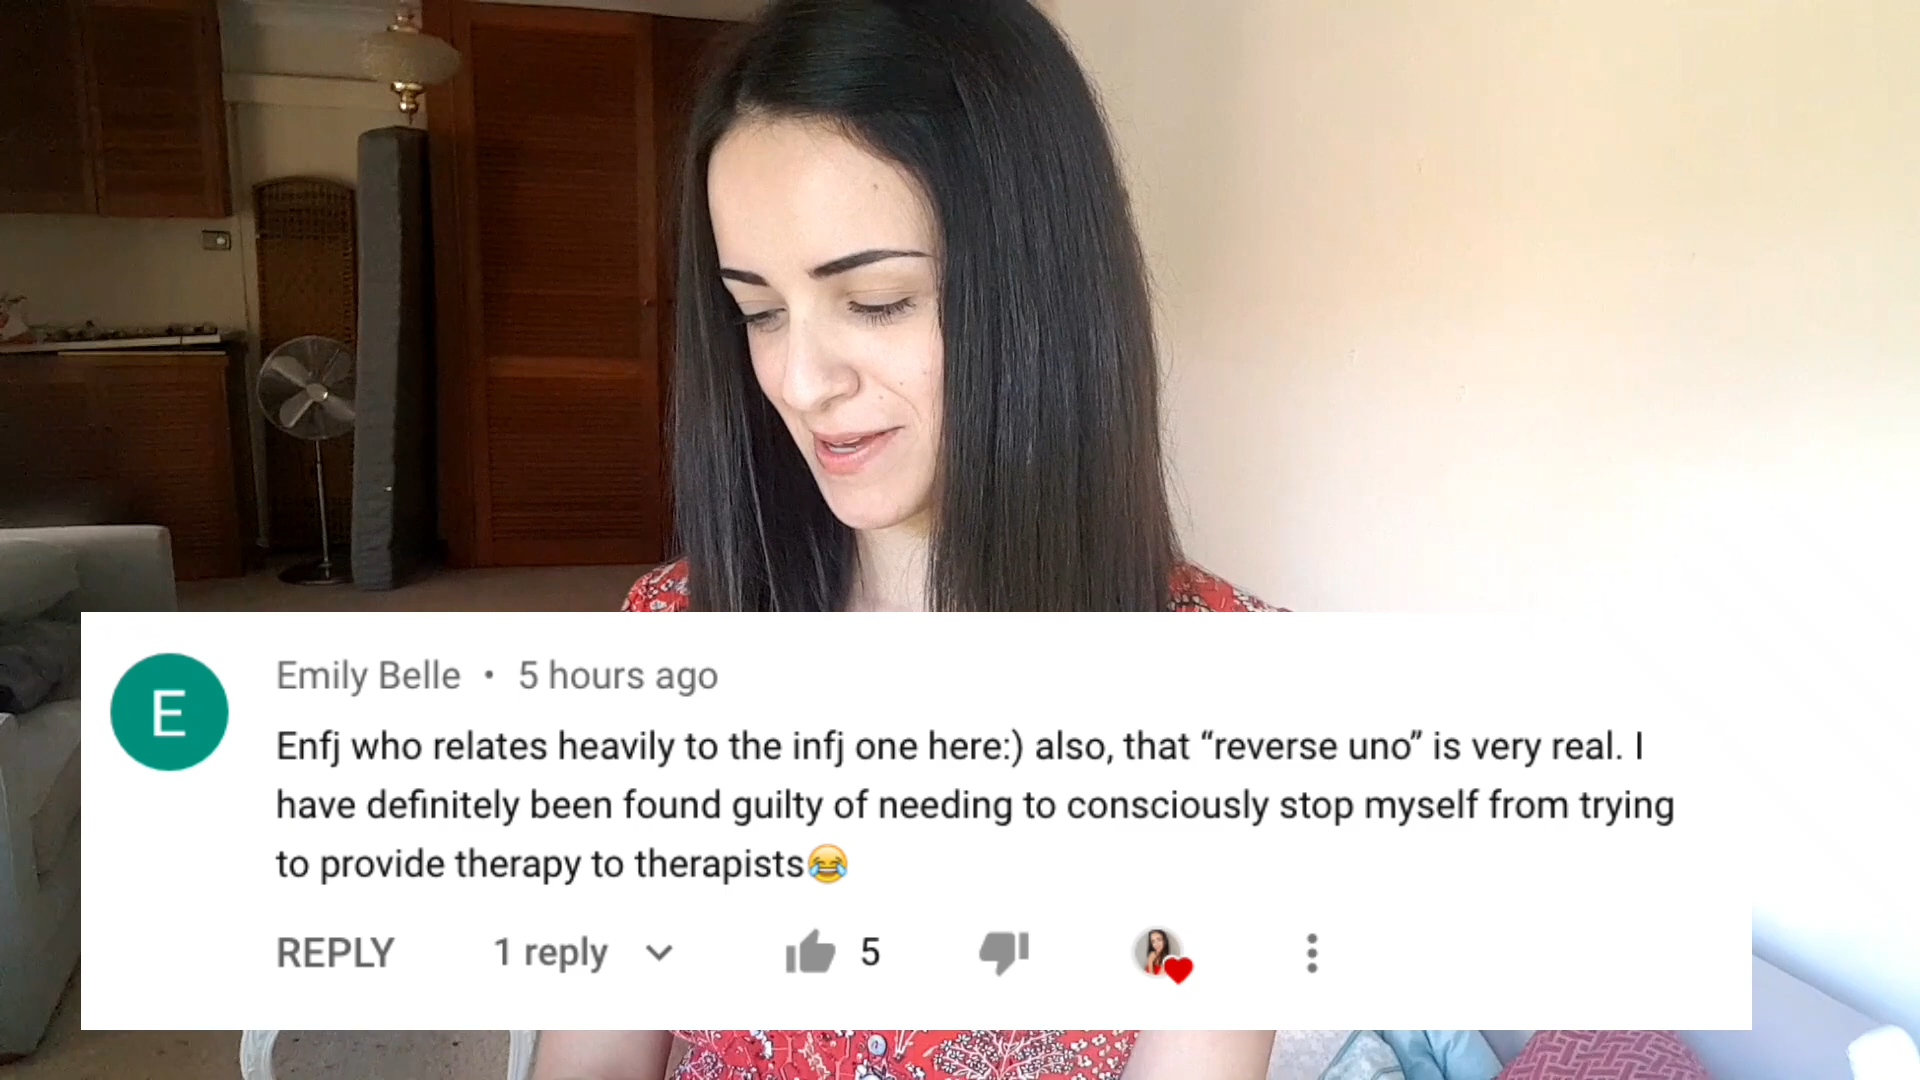 E
Emily Belle • 5 hours ago
Enfj who relates heavily to the infj one here:) also, that “reverse uno” is very real. I
have definitely been found guilty of needing to consciously stop myself from trying
to provide therapy to therapists😂
REPLY 1 reply 5